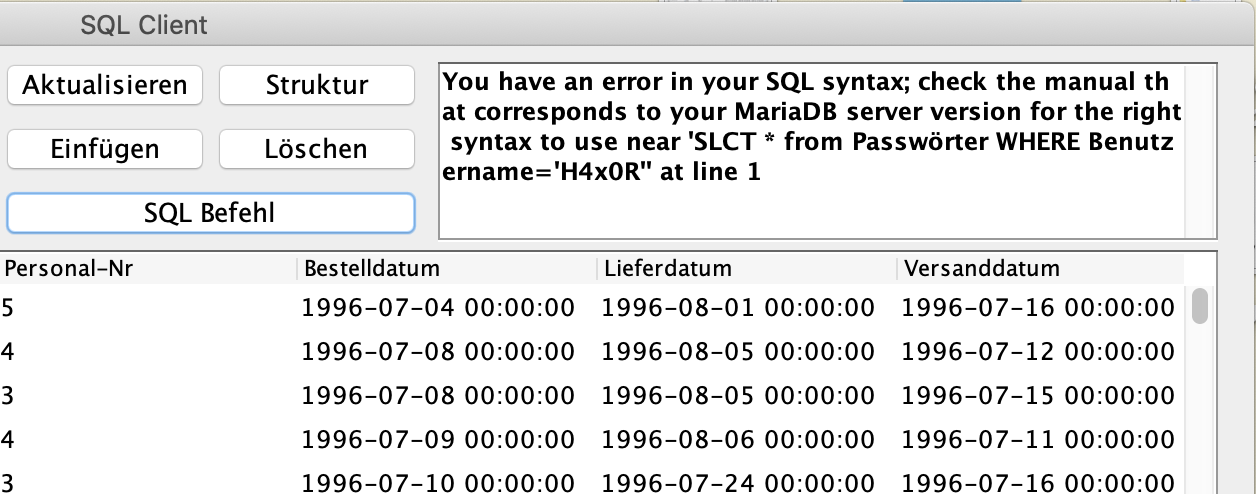 SQL Client
Aktualisieren Struktur
Einfügen Löschen
SQL Befehl
You have an error in your SQL syntax; check the manual th
at corresponds to your MariaDB server version for the right
syntax to use near 'SLCT * from Passwörter WHERE Benutz
ername='H4x0R'' at line 1
Personal-Nr Bestelldatum Lieferdatum Versanddatum
5 1996-07-04 00:00:00 1996-08-01 00:00:00 1996-07-16 00:00:00
4 1996-07-08 00:00:00 1996-08-05 00:00:00 1996-07-12 00:00:00
3 1996-07-08 00:00:00 1996-08-05 00:00:00 1996-07-15 00:00:00
4 1996-07-09 00:00:00 1996-08-06 00:00:00 1996-07-11 00:00:00
3 1996-07-10 00:00:00 1996-07-24 00:00:00 1996-07-16 00:00:00